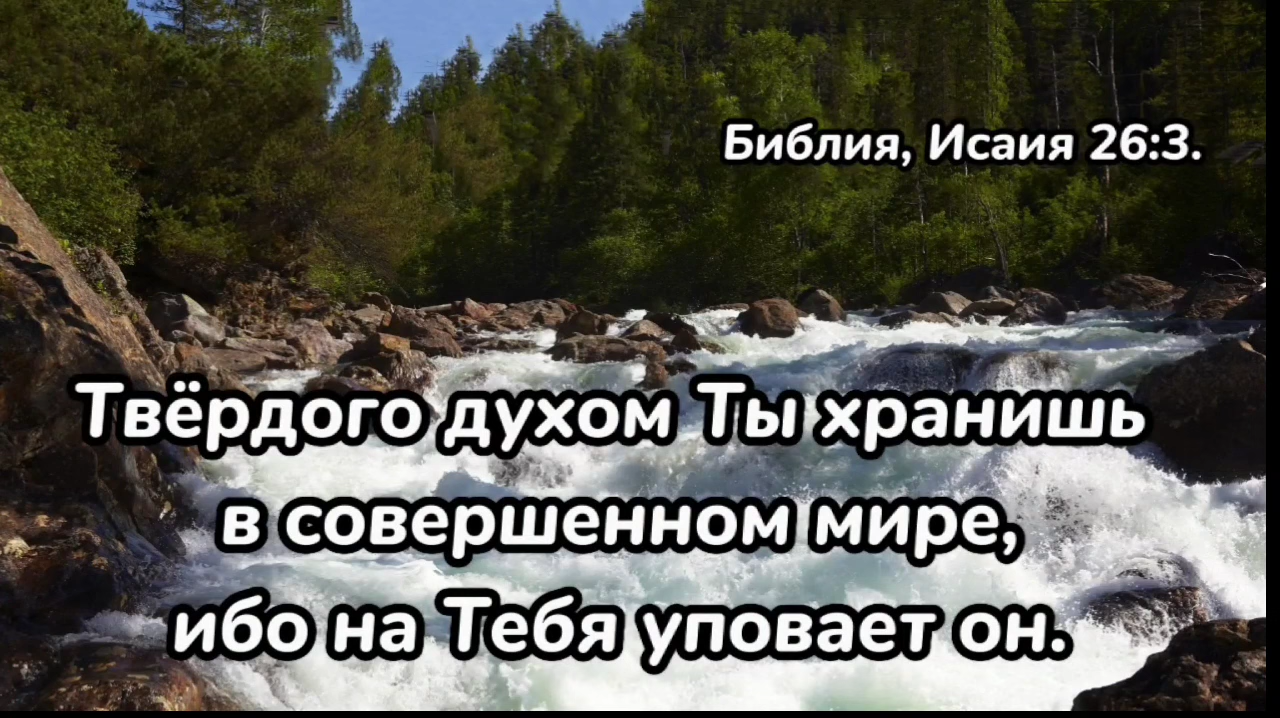 Библия, Исаия 26:3.
Твёрдого духом Ты хранишь
в совершенном мире,
ибо на Тебя уповает он.